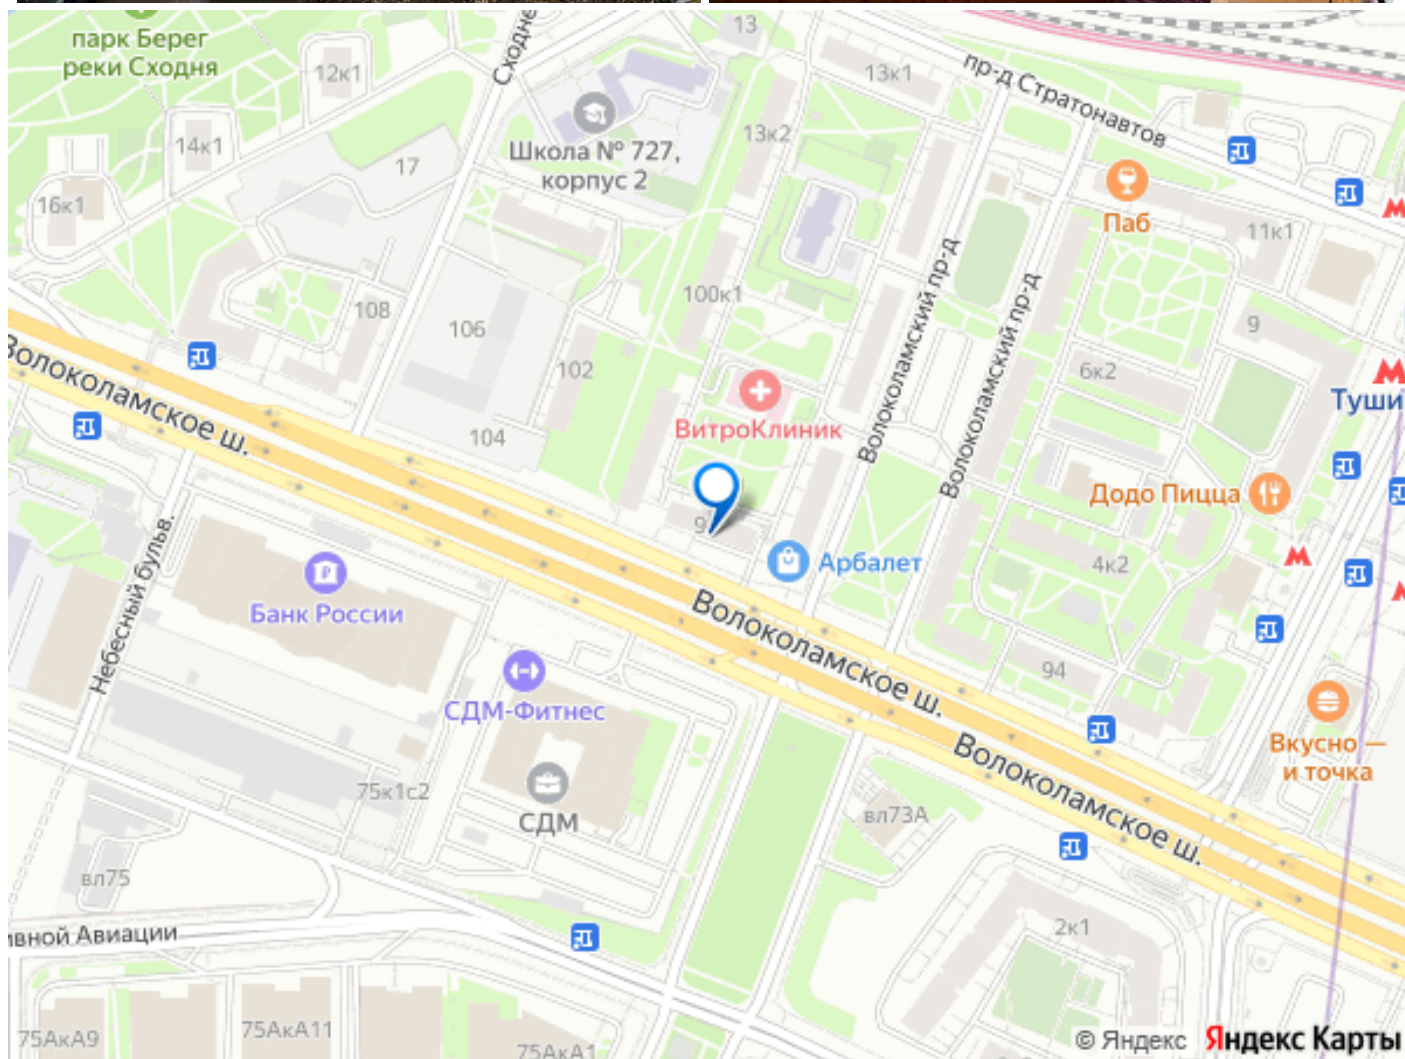 парк Берег
реки Сходня
12к1
14к1
16к1
17
13
13к1
13к2
пр-д Стратонавтов
Школа № 727,
корпус 2
Паб
11к1
100к1
108
106
102
104
9
6к2
Туши
ВитроКлиник
Волоколамский пр-д
Волоколамский пр-д
Додо Пицца
4к2
94
Волоколамское ш.
Арбалет
Банк России
Небесный бульв.
СДМ-Фитнес
Волоколамское ш.
Волоколамское ш.
Вкусно —
и точка
75к1с2
СДМ
вл73А
вл75
ивной Авиации
2к1
75АкА9
75АкА11
75АкА1
© Яндекс Яндекс Карты